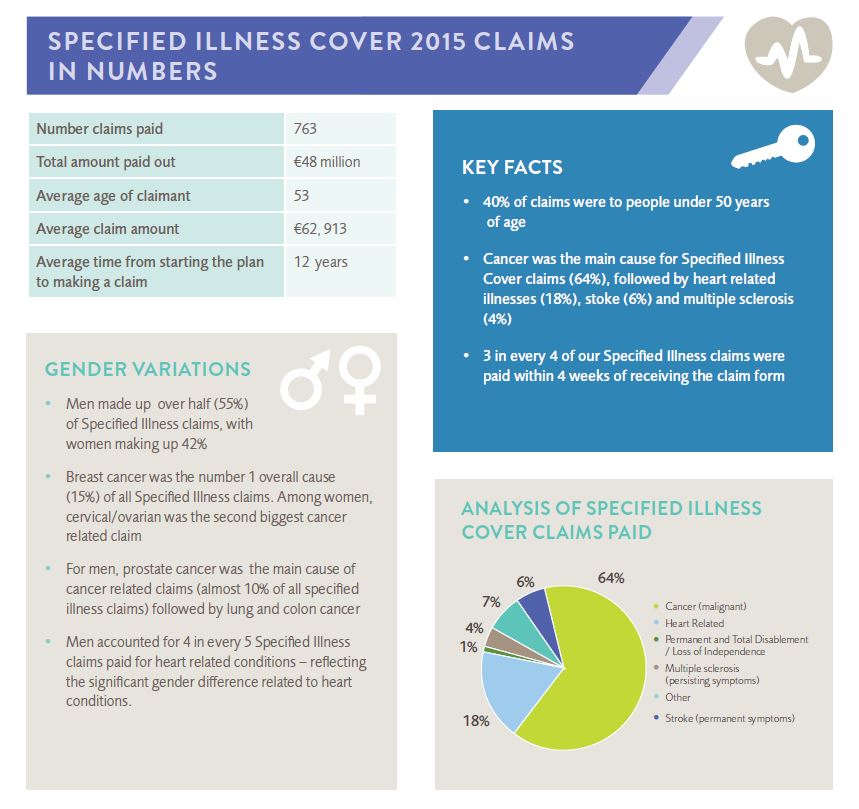 SPECIFIED ILLNESS COVER 2015 CLAIMS
IN NUMBERS
Number claims paid 763
Total amount paid out €48 million
Average age of claimant 53
Average claim amount €62, 913
Average time from starting the plan 12 years
to making a claim
GENDER VARIATIONS
• Men made up over half (55%)
of Specified Illness claims, with
women making up 42%
• Breast cancer was the number 1 overall cause
(15%) of all Specified Illness claims. Among women,
cervical/ovarian was the second biggest cancer
related claim
• For men, prostate cancer was the main cause of
cancer related claims (almost 10% of all specified
illness claims) followed by lung and colon cancer
• Men accounted for 4 in every 5 Specified Illness
claims paid for heart related conditions – reflecting
the significant gender difference related to heart
conditions.
KEY FACTS
• 40% of claims were to people under 50 years
of age
• Cancer was the main cause for Specified Illness
Cover claims (64%), followed by heart related
illnesses (18%), stoke (6%) and multiple sclerosis
(4%)
• 3 in every 4 of our Specified Illness claims were
paid within 4 weeks of receiving the claim form
ANALYSIS OF SPECIFIED ILLNESS
COVER CLAIMS PAID
64%
6%
7%
4%
1%
18%
• Cancer (malignant)
• Heart Related
• Permanent and Total Disablement
/ Loss of Independence
• Multiple sclerosis
(persisting symptoms)
• Other
• Stroke (permanent symptoms)